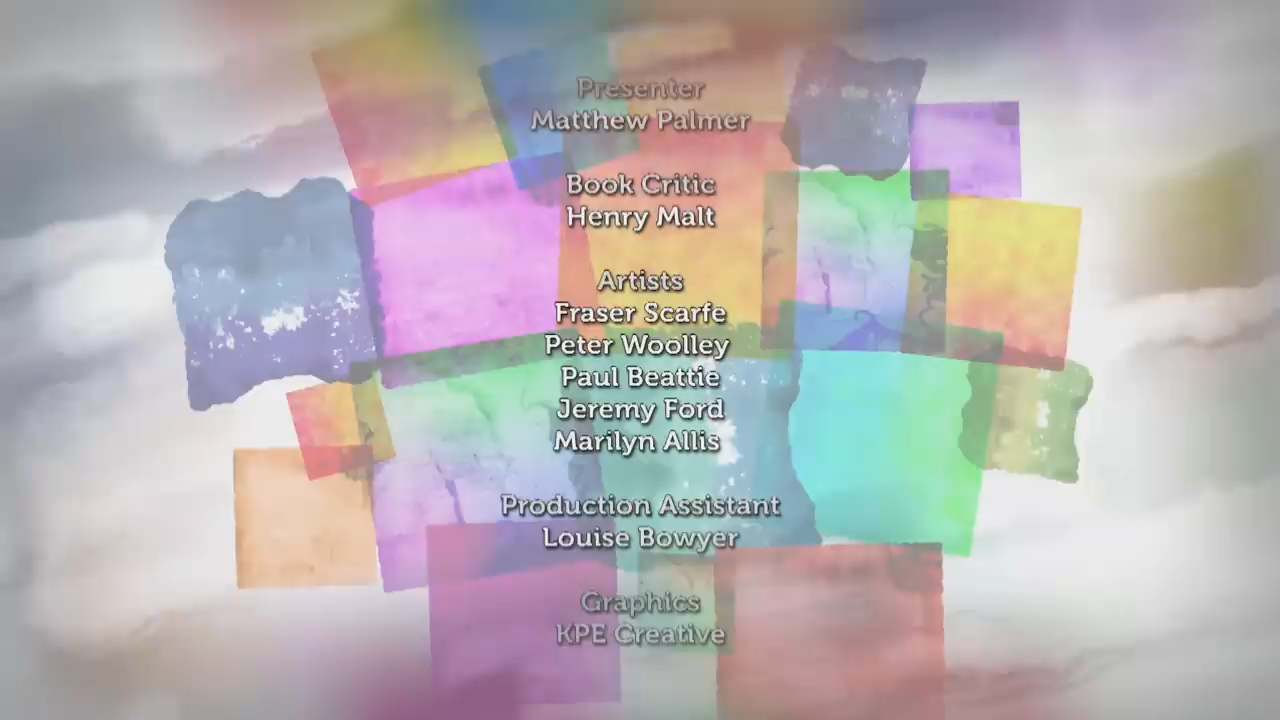 Presenter
Matthew Palmer
Book Critic
Henry Malt
Artists
Fraser Scarfe
Peter Woolley
Paul Beattie
Jeremy Ford
Marilyn Allis
Production Assistant
Louise Bowyer
Graphics
KPE Creative